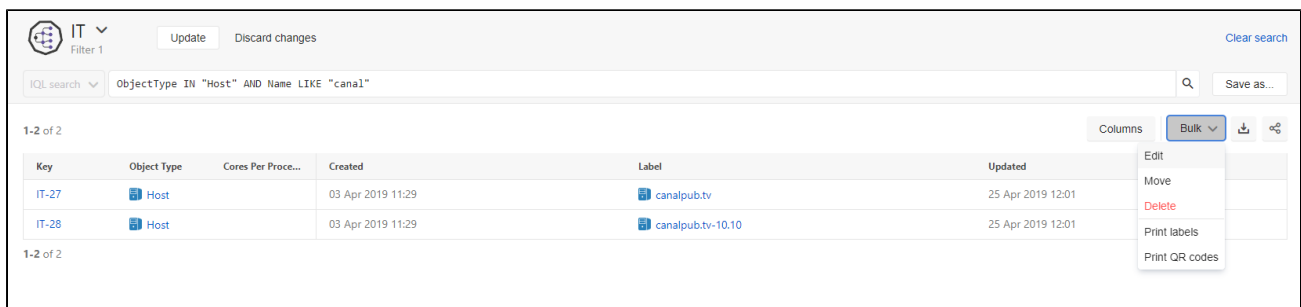 IT
Filter 1
Update Discard changes
Clear search
IQL search ObjectType IN "Host" AND Name LIKE "canal"
Save as...
1-2 of 2
Columns Bulk
Edit
Move
Delete
Print labels
Print QR codes
Key Object Type Cores Per Proce... Created Label Updated
IT-27 Host 03 Apr 2019 11:29 canalpub.tv 25 Apr 2019 12:01
IT-28 Host 03 Apr 2019 11:29 canalpub.tv-10.10 25 Apr 2019 12:01
1-2 of 2